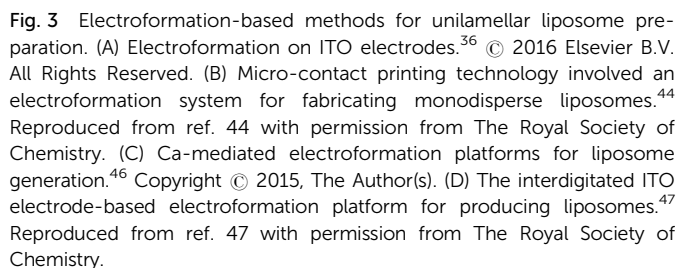 Fig. 3 Electroformation-based methods for unilamellar liposome pre-
paration. (A) Electroformation on ITO electrodes.36 © 2016 Elsevier B.V.
All Rights Reserved. (B) Micro-contact printing technology involved an
electroformation system for fabricating monodisperse liposomes.44
Reproduced from ref. 44 with permission from The Royal Society of
Chemistry. (C) Ca-mediated electroformation platforms for liposome
generation.46 Copyright © 2015, The Author(s). (D) The interdigitated ITO
electrode-based electroformation platform for producing liposomes.47
Reproduced from ref. 47 with permission from The Royal Society of
Chemistry.